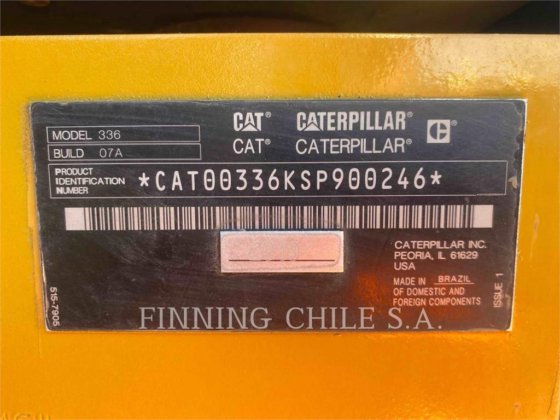 CAT® CATERPILLAR® C®
CAT® CATERPILLAR®
MODEL 336
BUILD 07A
PRODUCT IDENTIFICATION NUMBER
*CAT00336KSP900246*
CATERPILLAR INC.
PEORIA, IL 61629
USA
MADE IN BRAZIL
OF DOMESTIC AND
FOREIGN COMPONENTS
515-7905
ISSUE 1
FINNING CHILE S.A.